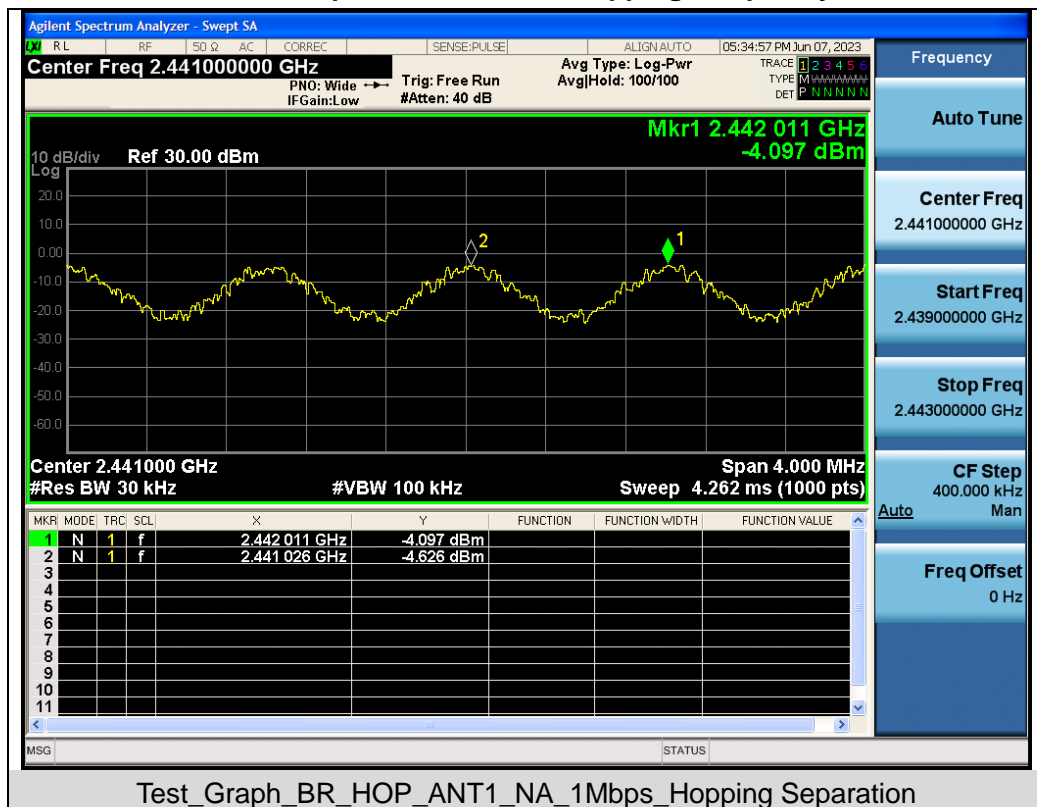 Agilent Spectrum Analyzer - Swept SA
LXI RL RF 50 Ω AC CORREC SENSE:PULSE ALIGN AUTO 05:34:57 PM Jun 07, 2023
Center Freq 2.441000000 GHz
PNO: Wide
IFGain:Low
Trig: Free Run
#Atten: 40 dB
Avg Type: Log-Pwr
Avg|Hold: 100/100
TRACE 1 2 3 4 5 6
TYPE M WWWWW
DET P N N N N N
Mkr1 2.442 011 GHz
-4.097 dBm
10 dB/div Ref 30.00 dBm
Log
20.0
10.0
0.00
-10.0
-20.0
-30.0
-40.0
-50.0
-60.0
2
1
Center 2.441000 GHz Span 4.000 MHz
#Res BW 30 kHz #VBW 100 kHz Sweep 4.262 ms (1000 pts)
MKR MODE TRC SCL X Y FUNCTION FUNCTION WIDTH FUNCTION VALUE
1 N 1 f 2.442 011 GHz -4.097 dBm
2 N 1 f 2.441 026 GHz -4.626 dBm
3
4
5
6
7
8
9
10
11
MSG STATUS
Frequency
Auto Tune
Center Freq
2.441000000 GHz
Start Freq
2.439000000 GHz
Stop Freq
2.443000000 GHz
CF Step
400.000 kHz
Auto Man
Freq Offset
0 Hz
Test_Graph_BR_HOP_ANT1_NA_1Mbps_Hopping Separation